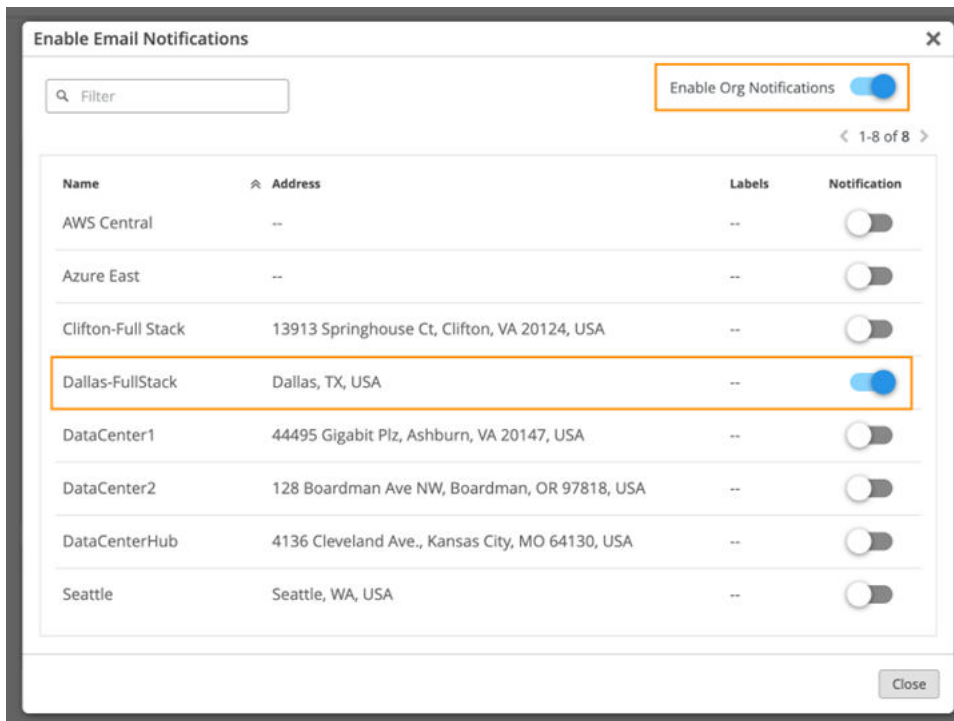 Enable Email Notifications
Filter
Enable Org Notifications
< 1-8 of 8 >
Name Address Labels Notification
AWS Central -- --
Azure East -- --
Clifton-Full Stack 13913 Springhouse Ct, Clifton, VA 20124, USA --
Dallas-FullStack Dallas, TX, USA --
DataCenter1 44495 Gigabit Plz, Ashburn, VA 20147, USA --
DataCenter2 128 Boardman Ave NW, Boardman, OR 97818, USA --
DataCenterHub 4136 Cleveland Ave., Kansas City, MO 64130, USA --
Seattle Seattle, WA, USA --
Close